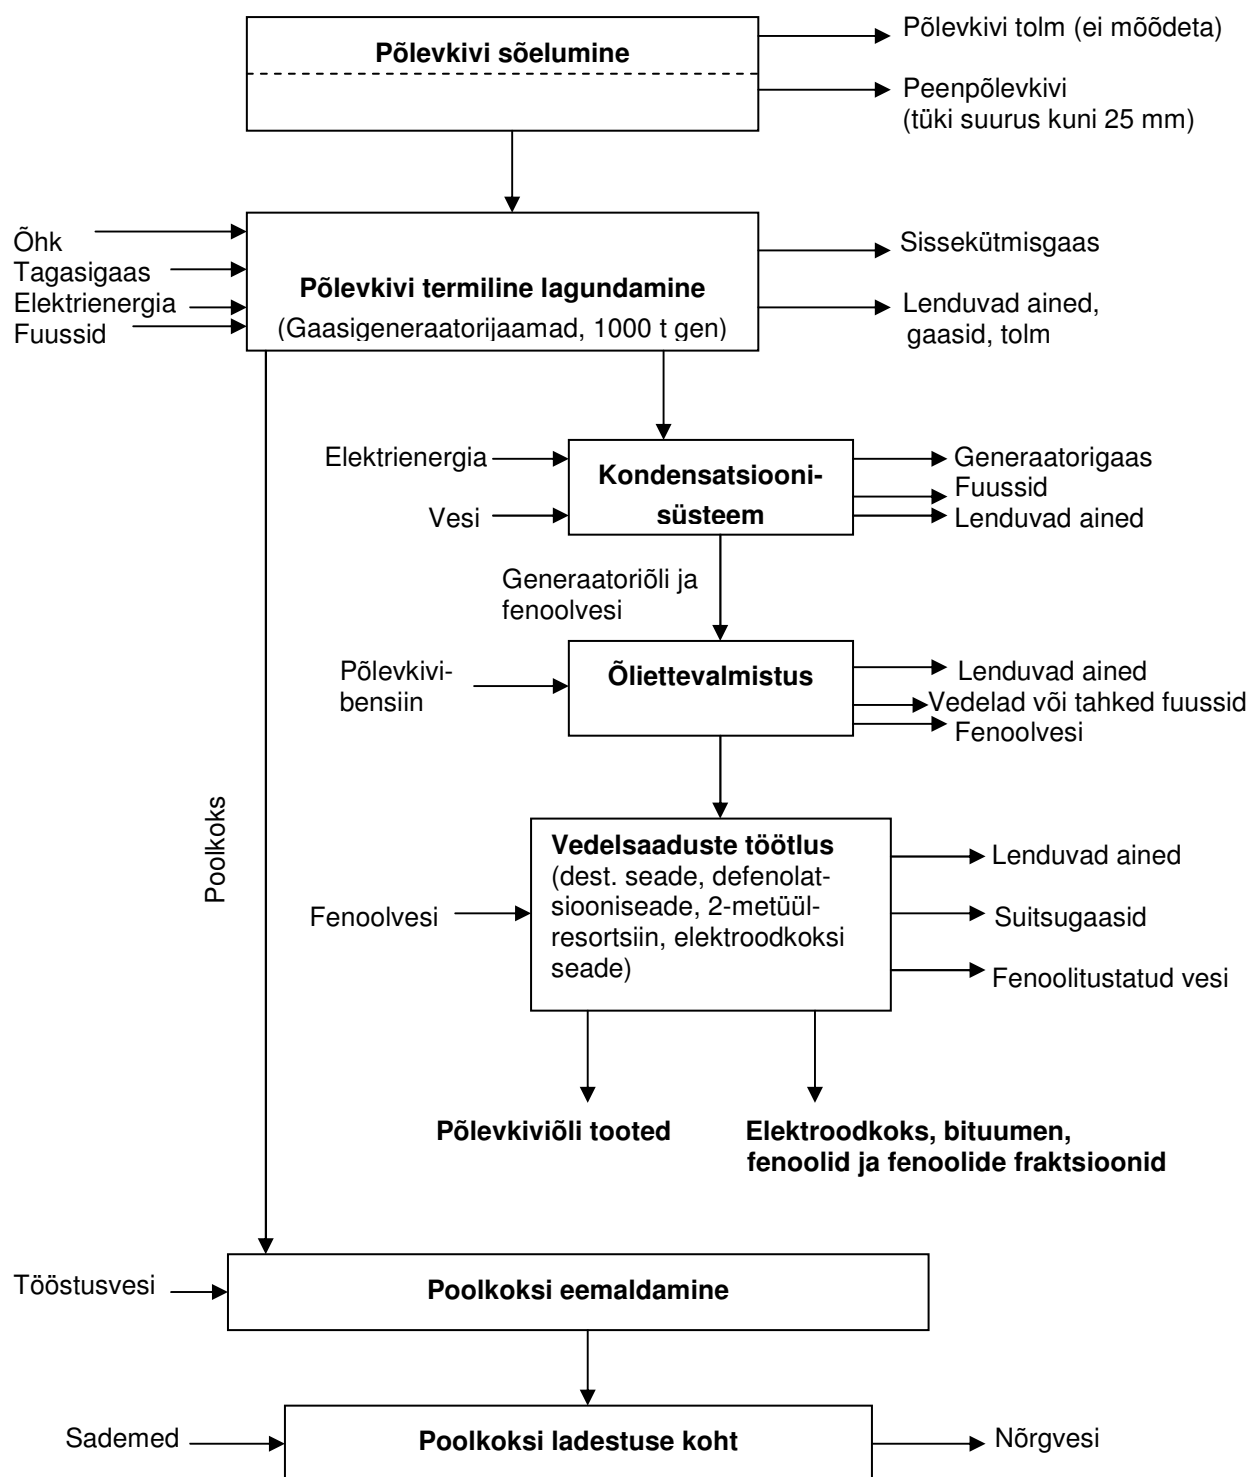 Põlevkivi sõelumine
Põlevkivi tolm (ei mõõdeta)
Peenpõlevkivi
(tüki suurus kuni 25 mm)
Õhk
Tagasigaas
Elektrienergia
Fuussid
Põlevkivi termiline lagundamine
(Gaasigeneraatorijaamad, 1000 t gen)
Sissekütmisgaas
Lenduvad ained,
gaasid, tolm
Elektrienergia
Vesi
Kondensatsiooni-
süsteem
Generaatorigaas
Fuussid
Lenduvad ained
Generaatoriõli ja
fenoolvesi
Põlevkivi-
bensiin
Õliettevalmistus
Lenduvad ained
Vedelad või tahked fuussid
Fenoolvesi
Poolkoks
Fenoolvesi
Vedelsaaduste töötlus
(dest. seade, defenolat-
siooniseade, 2-metüül-
resortsiin, elektroodkoksi
seade)
Lenduvad ained
Suitsugaasid
Fenoolitustatud vesi
Põlevkiviõli tooted
Elektroodkoks, bituumen,
fenoolid ja fenoolide fraktsioonid
Tööstusvesi
Poolkoksi eemaldamine
Sademed
Poolkoksi ladestuse koht
Nõrgvesi